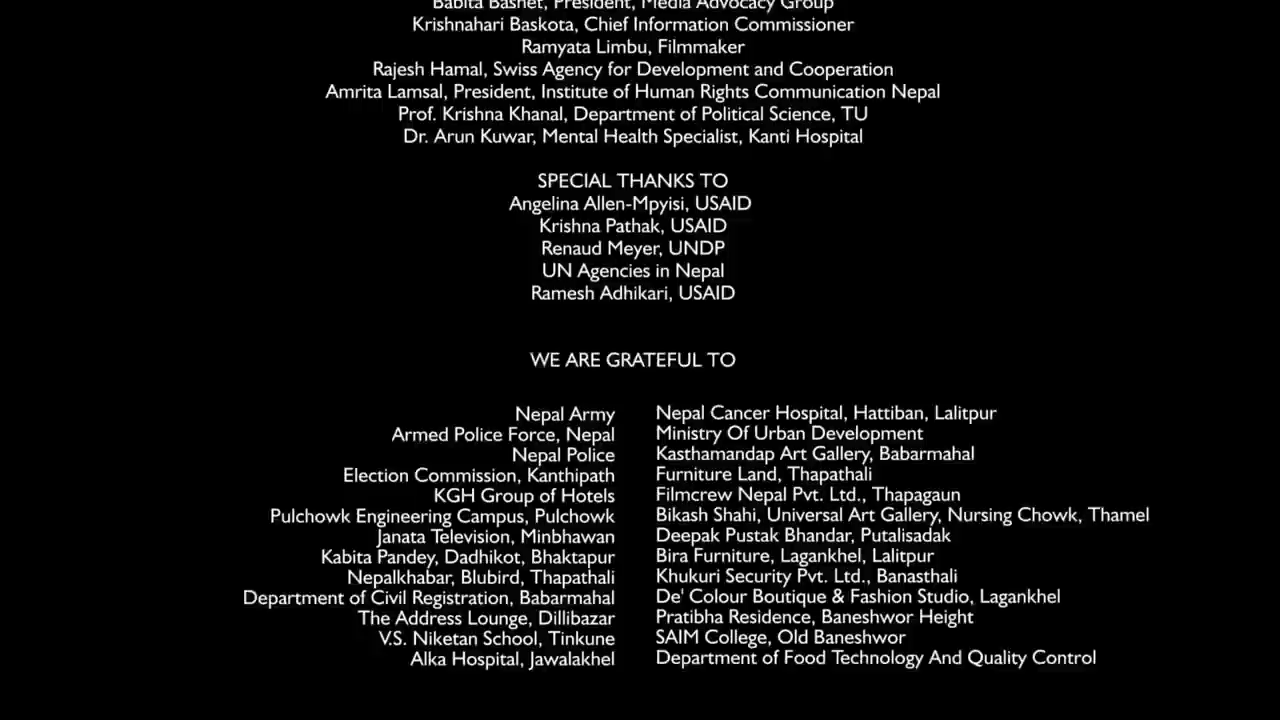 Babita Basnet, President, Media Advocacy Group
Krishnahari Baskota, Chief Information Commissioner
Ramyata Limbu, Filmmaker
Rajesh Hamal, Swiss Agency for Development and Cooperation
Amrita Lamsal, President, Institute of Human Rights Communication Nepal
Prof. Krishna Khanal, Department of Political Science, TU
Dr. Arun Kuwar, Mental Health Specialist, Kanti Hospital
SPECIAL THANKS TO
Angelina Allen-Mpyisi, USAID
Krishna Pathak, USAID
Renaud Meyer, UNDP
UN Agencies in Nepal
Ramesh Adhikari, USAID
WE ARE GRATEFUL TO
Nepal Army
Armed Police Force, Nepal
Nepal Police
Election Commission, Kanthipath
KGH Group of Hotels
Pulchowk Engineering Campus, Pulchowk
Janata Television, Minbhawan
Kabita Pandey, Dadhikot, Bhaktapur
Nepalkhabar, Blubird, Thapathali
Department of Civil Registration, Babarmahal
The Address Lounge, Dillibazar
V.S. Niketan School, Tinkune
Alka Hospital, Jawalakhel
Nepal Cancer Hospital, Hattiban, Lalitpur
Ministry Of Urban Development
Kasthamandap Art Gallery, Babarmahal
Furniture Land, Thapathali
Filmcrew Nepal Pvt. Ltd., Thapagaun
Bikash Shahi, Universal Art Gallery, Nursing Chowk, Thamel
Deepak Pustak Bhandar, Putalisadak
Bira Furniture, Lagankhel, Lalitpur
Khukuri Security Pvt. Ltd., Banasthali
De' Colour Boutique & Fashion Studio, Lagankhel
Pratibha Residence, Baneshwor Height
SAIM College, Old Baneshwor
Department of Food Technology And Quality Control